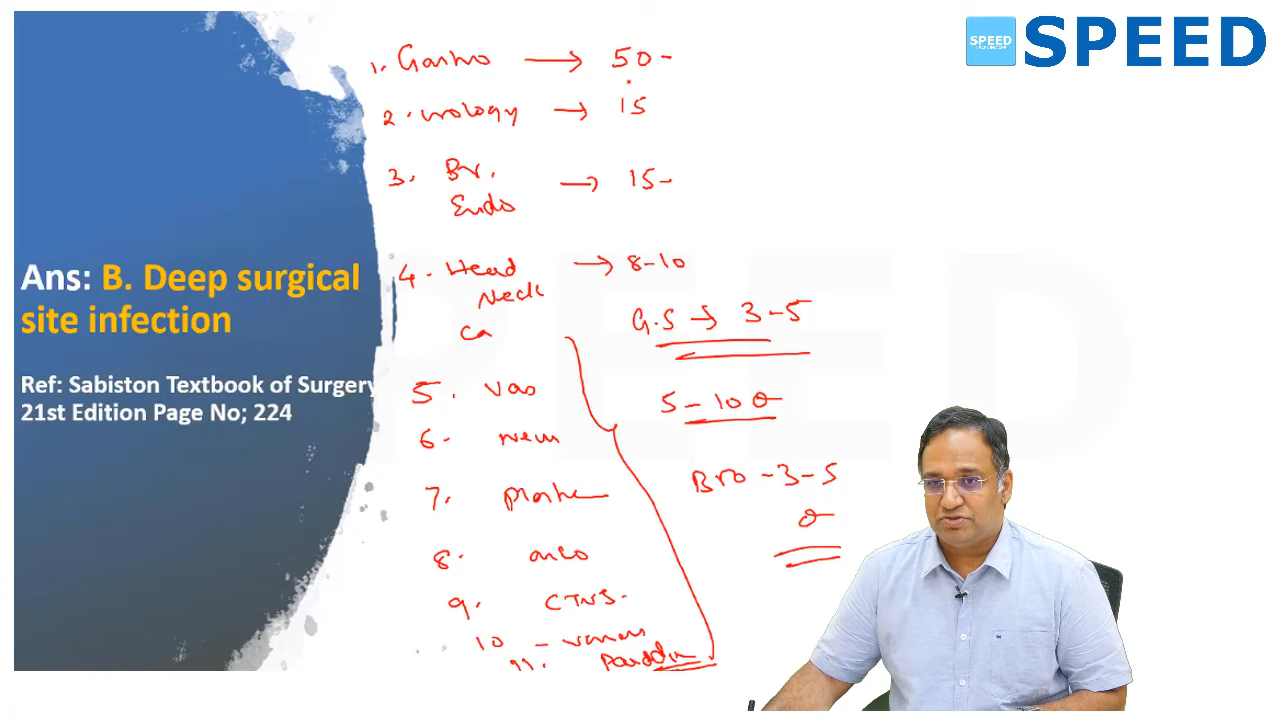 SPEED
SPEED
1. Gastro → 50-
2. urology → 15
3. Br.
Endo → 15-
4. Head → 8-10
Neck
Ca
G.S → 3-5
5. Vas
5-10 Q
6. Neuro
7. Plastic
Bro - 3-5
Q
8. onco
9. CTVS
10 -
11.
Ans: B. Deep surgical
site infection
Ref: Sabiston Textbook of Surgery
21st Edition Page No; 224